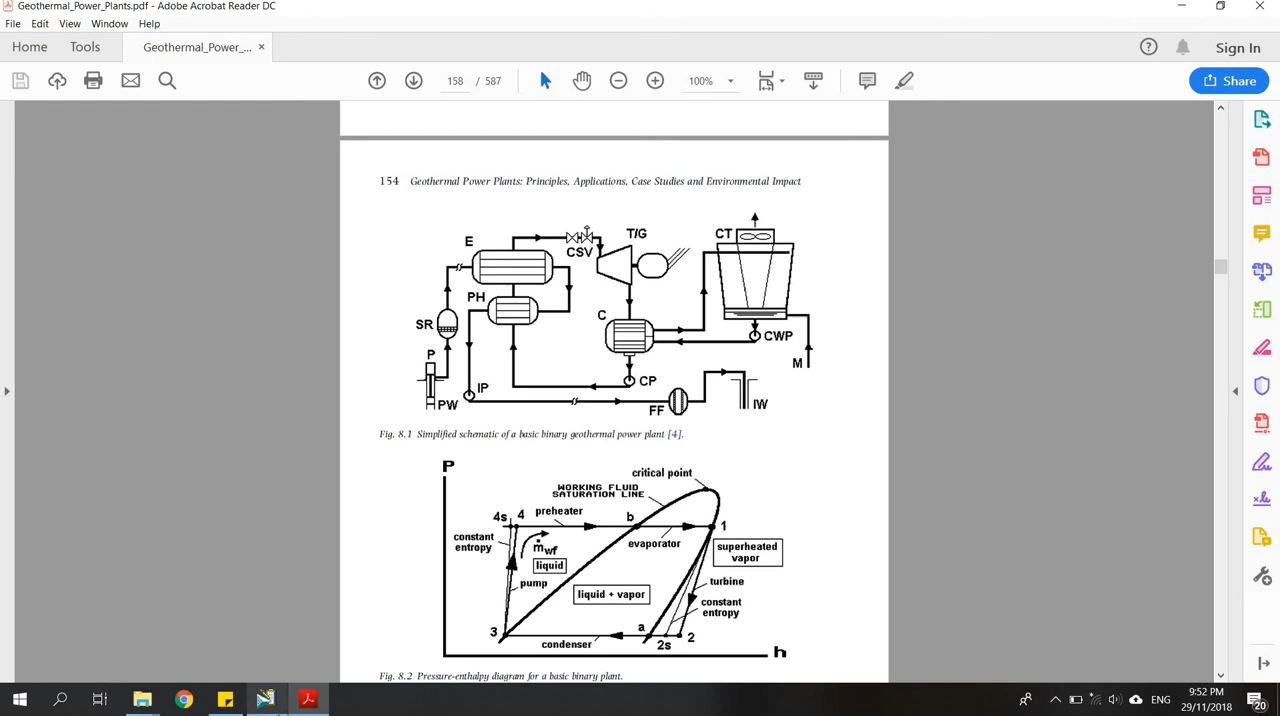 Geothermal_Power_Plants.pdf - Adobe Acrobat Reader DC
File Edit View Window Help
Home Tools Geothermal_Power_... × Sign In
158 / 587 100% Share
154 Geothermal Power Plants: Principles, Applications, Case Studies and Environmental Impact
E CSV T/G CT
PH C
SR CWP
P M
IP CP
PW FF IW
Fig. 8.1 Simplified schematic of a basic binary geothermal power plant [4].
P
critical point
WORKING FLUID
SATURATION LINE
4s 4 preheater b 1
constant
entropy
ṁwf
evaporator
liquid
superheated
vapor
pump
liquid + vapor
turbine
constant
entropy
3 condenser a 2s 2
h
Fig. 8.2 Pressure-enthalpy diagram for a basic binary plant.
ENG
9:52 PM
29/11/2018
20